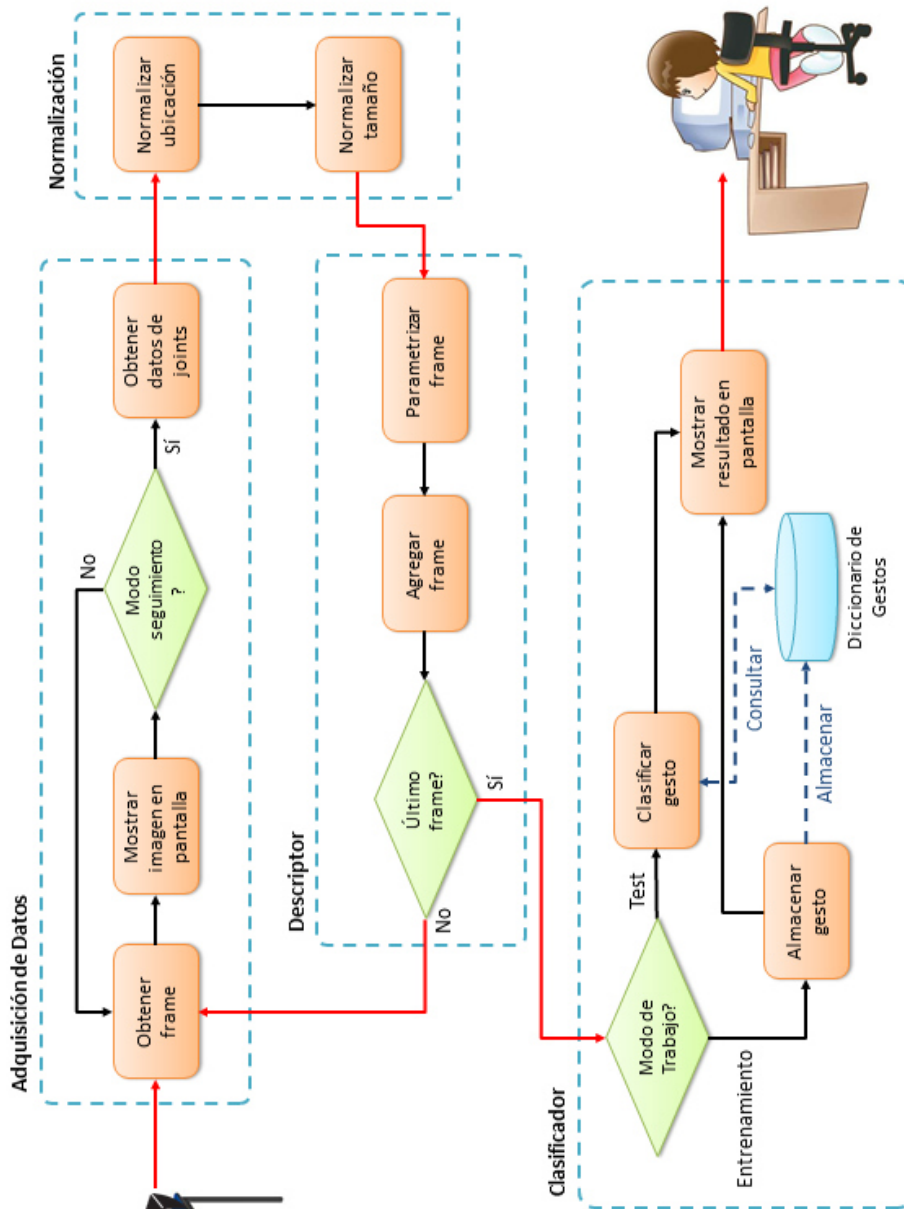 Adquisición de Datos
Obtener
frame
Mostrar
imagen en
pantalla
Modo
seguimiento
?
No
Sí
Obtener
datos de
joints
Normalización
Normalizar
ubicación
Normalizar
tamaño
Descriptor
Parametrizar
frame
Agregar
frame
Último
frame?
No
Sí
Clasificador
Modo de
Trabajo?
Test
Entrenamiento
Clasificar
gesto
Almacenar
gesto
Consultar
Almacenar
Diccionario de
Gestos
Mostrar
resultado en
pantalla